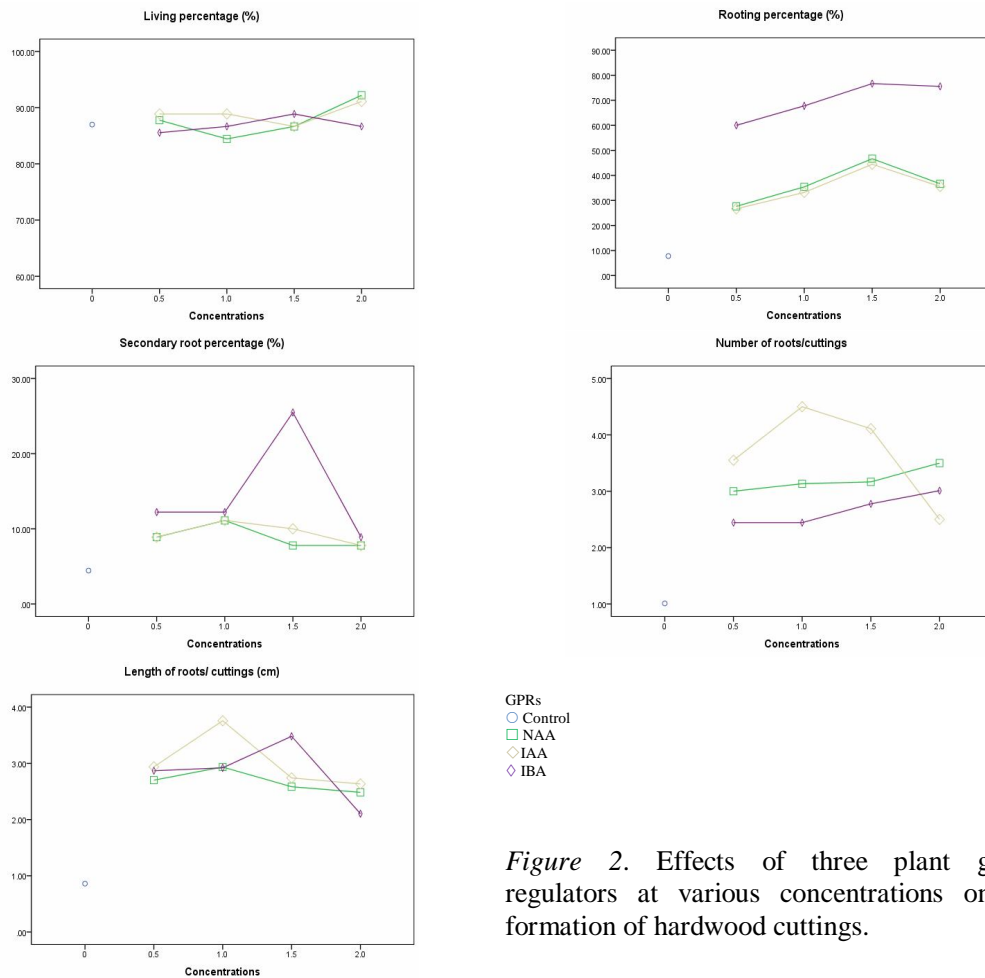 Living percentage (%)
100.00
90.00
80.00
70.00
60.00
0 0.5 1.0 1.5 2.0
Concentrations
Rooting percentage (%)
90.00
80.00
70.00
60.00
50.00
40.00
30.00
20.00
10.00
.00
0 0.5 1.0 1.5 2.0
Concentrations
Secondary root percentage (%)
30.00
20.00
10.00
.00
0 0.5 1.0 1.5 2.0
Concentrations
Number of roots/cuttings
5.00
4.00
3.00
2.00
1.00
0 0.5 1.0 1.5 2.0
Concentrations
Length of roots/ cuttings (cm)
4.00
3.00
2.00
1.00
.00
0 0.5 1.0 1.5 2.0
Concentrations
GPRs
Control
NAA
IAA
IBA
Figure 2. Effects of three plant g
regulators at various concentrations on
formation of hardwood cuttings.